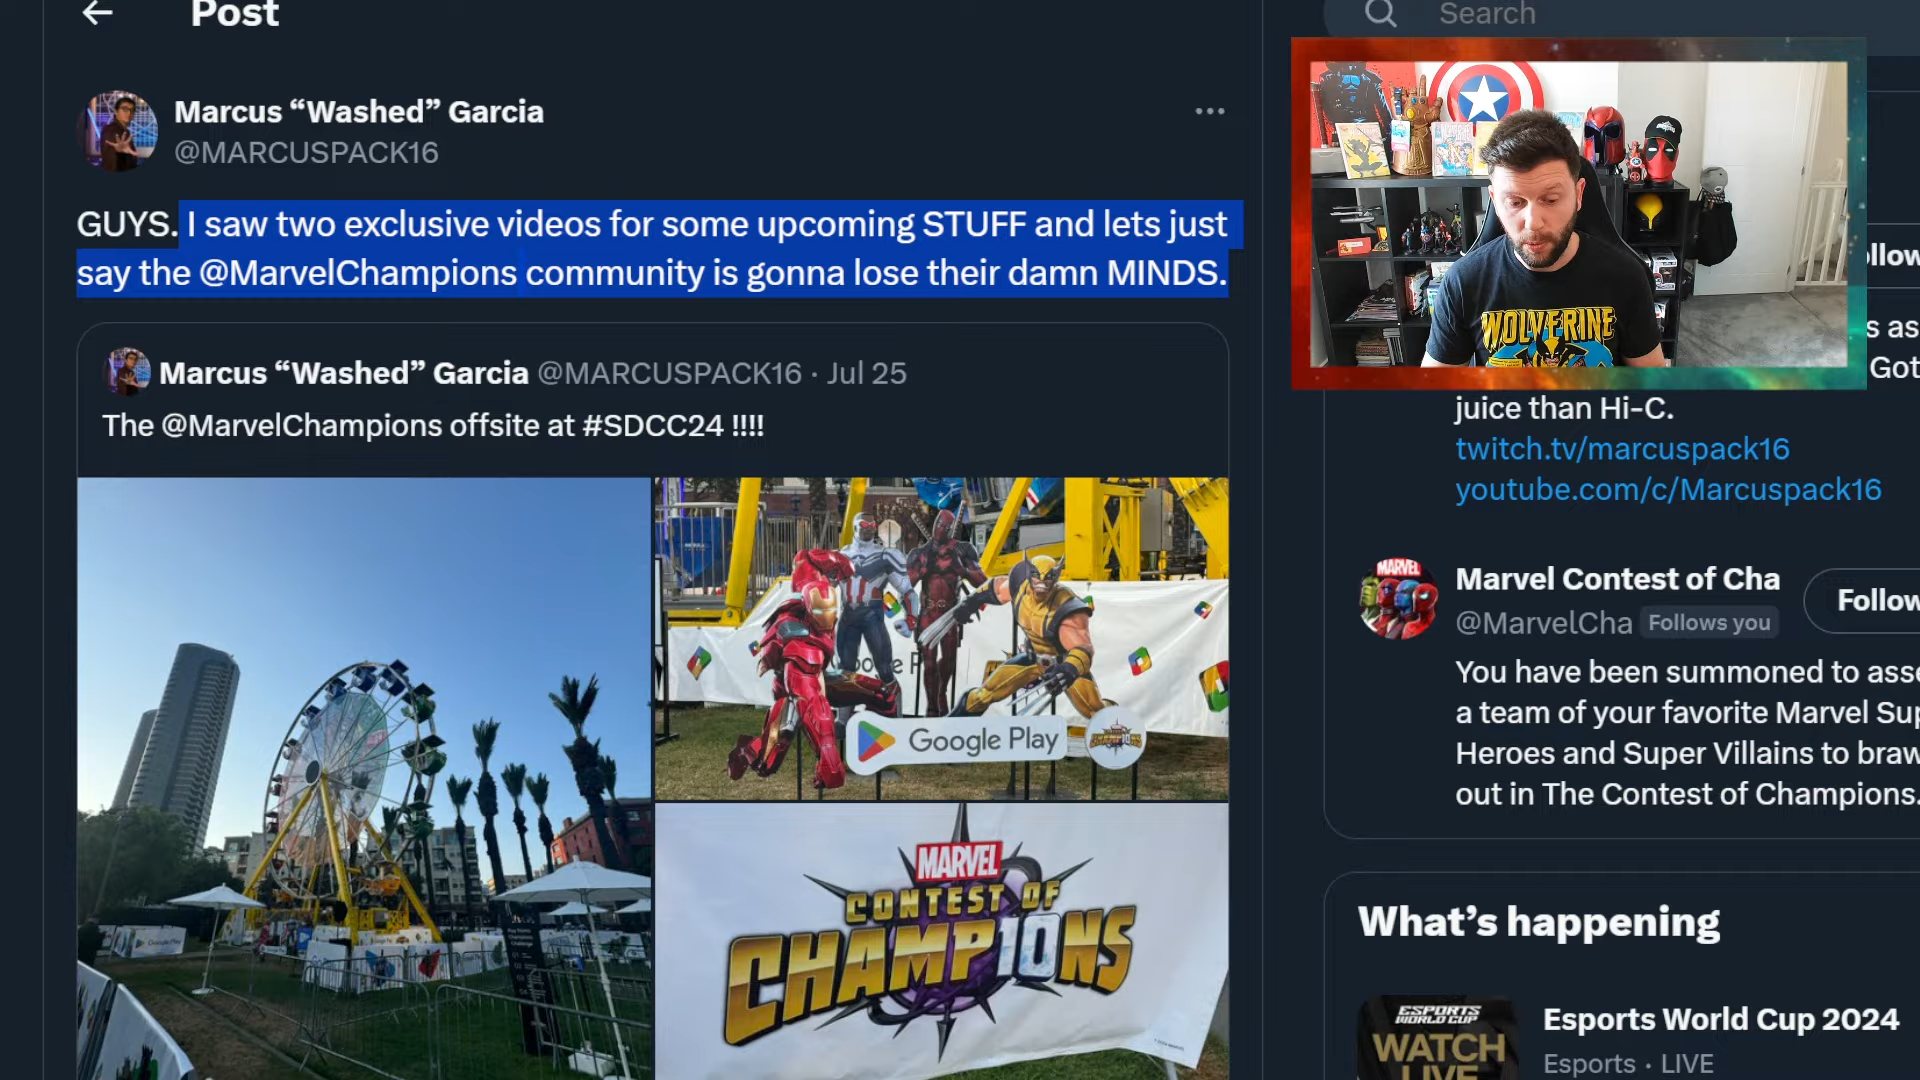 Post
Search
Marcus “Washed” Garcia
@MARCUSPACK16
GUYS. I saw two exclusive videos for some upcoming STUFF and lets just
say the @MarvelChampions community is gonna lose their damn MINDS.
Marcus “Washed” Garcia @MARCUSPACK16 · Jul 25
The @MarvelChampions offsite at #SDCC24 !!!!
Google Play
MARVEL
CONTEST OF
CHAMP10NS
WOLVERINE
juice than Hi-C.
twitch.tv/marcuspack16
youtube.com/c/Marcuspack16
MARVEL
Marvel Contest of Cha
@MarvelCha Follows you
Follow
You have been summoned to asse
a team of your favorite Marvel Sup
Heroes and Super Villains to braw
out in The Contest of Champions.
What’s happening
ESPORTS
WORLD CUP
WATCH
LIVE
Esports World Cup 2024
Esports · LIVE